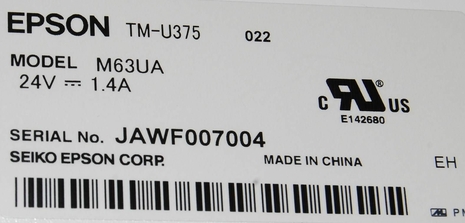 EPSON TM-U375 022
MODEL M63UA
24V ⎓ 1.4A
c RU ® US
E142680
SERIAL No. JAWF007004
SEIKO EPSON CORP. MADE IN CHINA EH